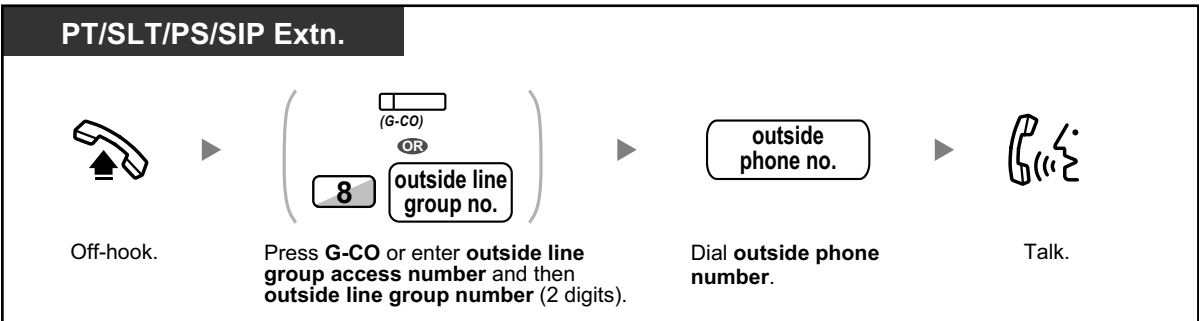 PT/SLT/PS/SIP Extn.
(G-CO)
OR
8
outside line
group no.
outside
phone no.
Off-hook.
Press G-CO or enter outside line
group access number and then
outside line group number (2 digits).
Dial outside phone
number.
Talk.